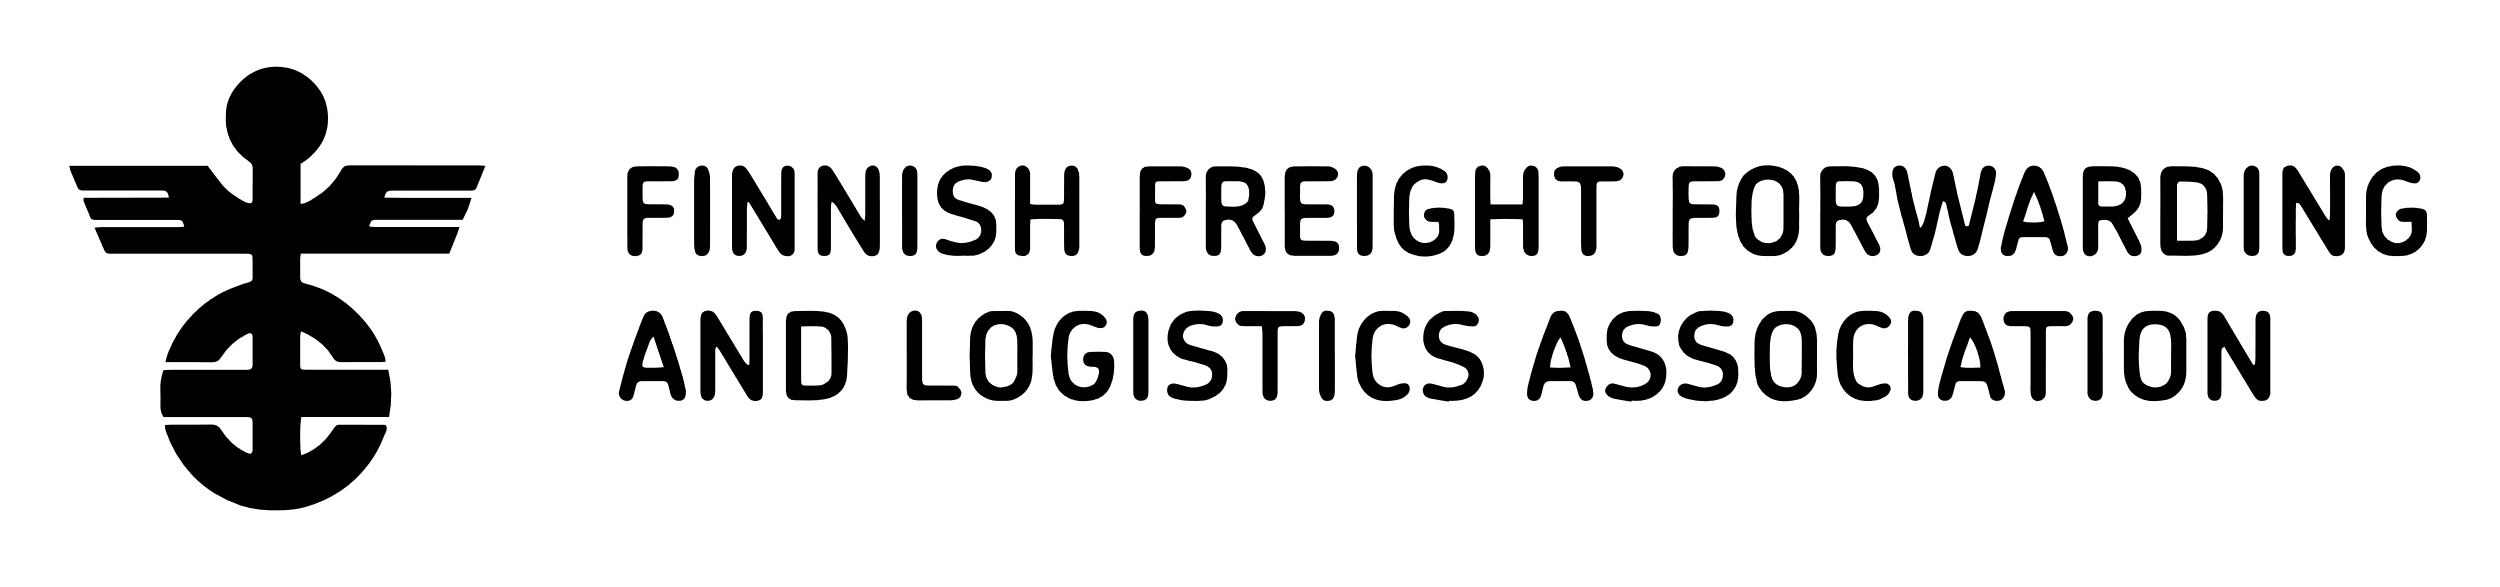 FINNISH FREIGHT FORWARDING
AND LOGISTICS ASSOCIATION